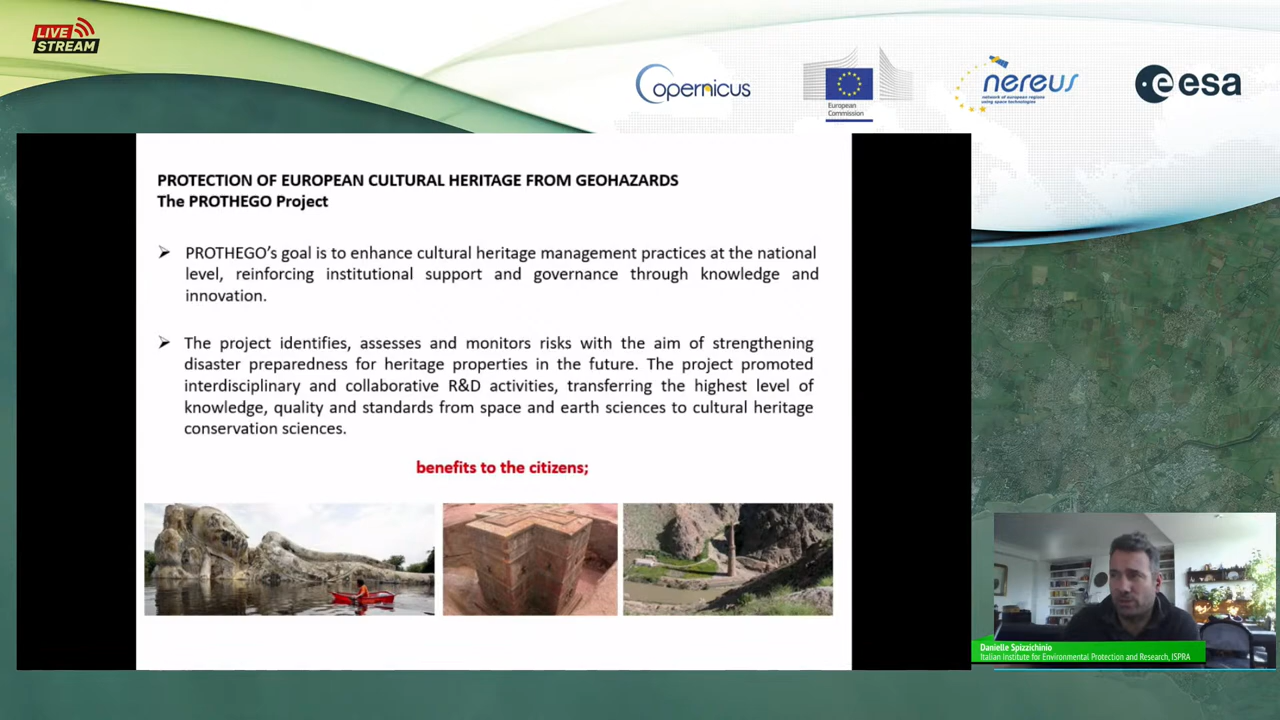 LIVE
STREAM
Copernicus
European
Commission
nereus
network of european regions
using space technologies
esa
PROTECTION OF EUROPEAN CULTURAL HERITAGE FROM GEOHAZARDS
The PROTHEGO Project
PROTHEGO's goal is to enhance cultural heritage management practices at the national
level, reinforcing institutional support and governance through knowledge and
innovation.
The project identifies, assesses and monitors risks with the aim of strengthening
disaster preparedness for heritage properties in the future. The project promoted
interdisciplinary and collaborative R&D activities, transferring the highest level of
knowledge, quality and standards from space and earth sciences to cultural heritage
conservation sciences.
benefits to the citizens;
Danielle Spizzichinio
Italian Institute for Environmental Protection and Research, ISPRA